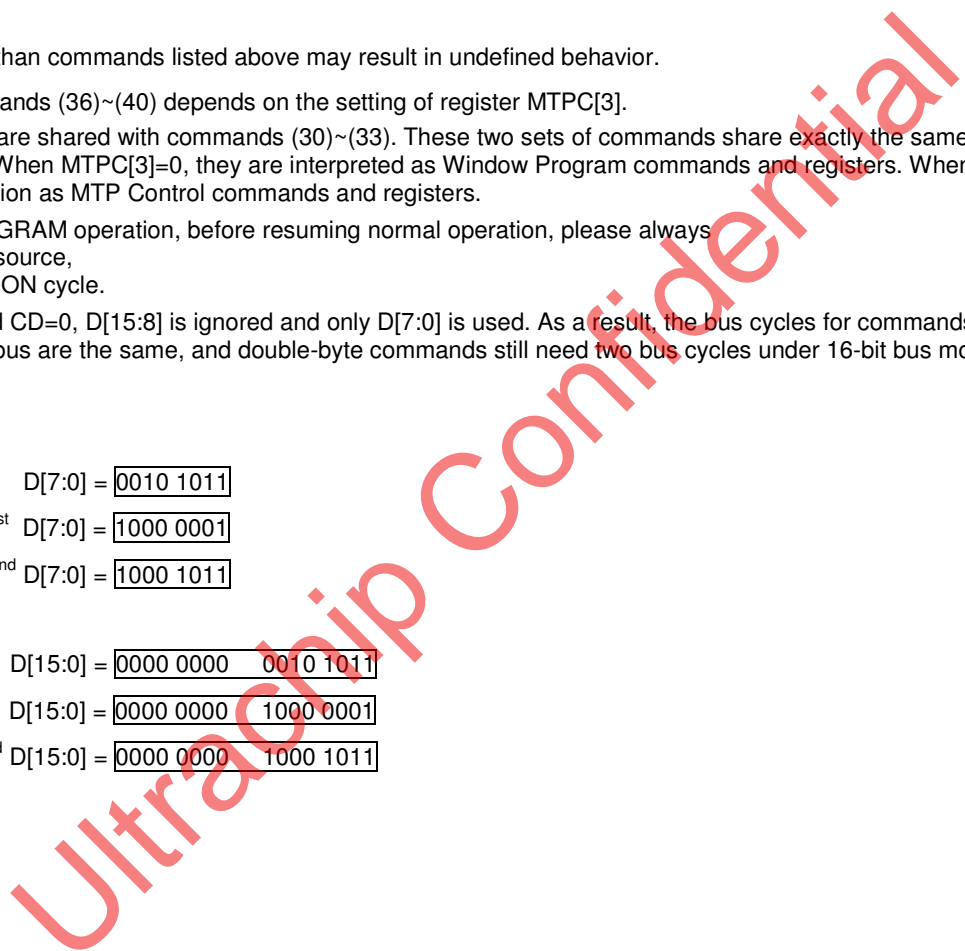 than commands listed above may result in undefined behavior.
ands (36)~(40) depends on the setting of register MTPC[3].
are shared with commands (30)~(33). These two sets of commands share exactly the same
When MTPC[3]=0, they are interpreted as Window Program commands and registers. When
ion as MTP Control commands and registers.
GRAM operation, before resuming normal operation, please always
source,
ON cycle.
CD=0, D[15:8] is ignored and only D[7:0] is used. As a result, the bus cycles for commands
bus are the same, and double-byte commands still need two bus cycles under 16-bit bus mo
D[7:0] = 0010 1011
st D[7:0] = 1000 0001
nd D[7:0] = 1000 1011
D[15:0] = 0000 0000 0010 1011
D[15:0] = 0000 0000 1000 0001
D[15:0] = 0000 0000 1000 1011
Ultrachip Confidential